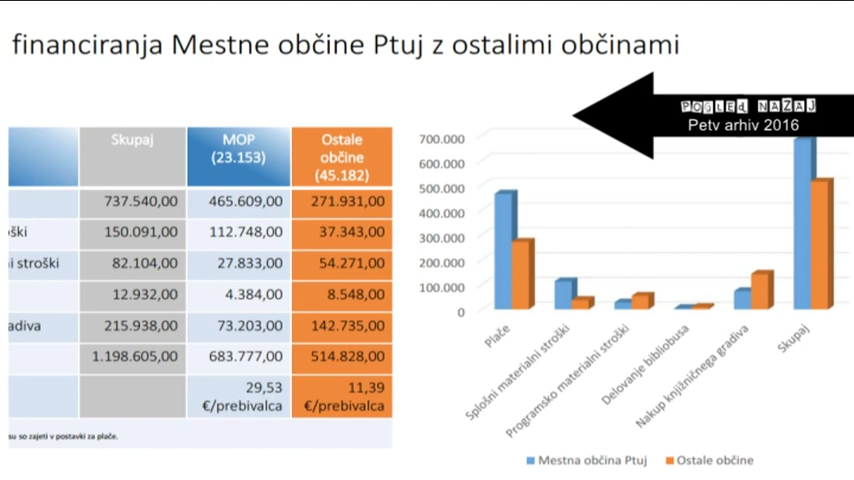 financiranja Mestne občine Ptuj z ostalimi občinami
POGLEd NAZAJ
Petv arhiv 2016
Skupaj MOP (23.153) Ostale občine (45.182)
737.540,00 465.609,00 271.931,00
oški 150.091,00 112.748,00 37.343,00
i stroški 82.104,00 27.833,00 54.271,00
12.932,00 4.384,00 8.548,00
adiva 215.938,00 73.203,00 142.735,00
1.198.605,00 683.777,00 514.828,00
29,53 €/prebivalca 11,39 €/prebivalca
su so zajeti v postavki za plače.
700.000
600.000
500.000
400.000
300.000
200.000
100.000
0
Plače
Splošni materialni stroški
Programsko materialni stroški
Delovanje bibliobusa
Nakup knjižničnega gradiva
Skupaj
Mestna občina Ptuj Ostale občine